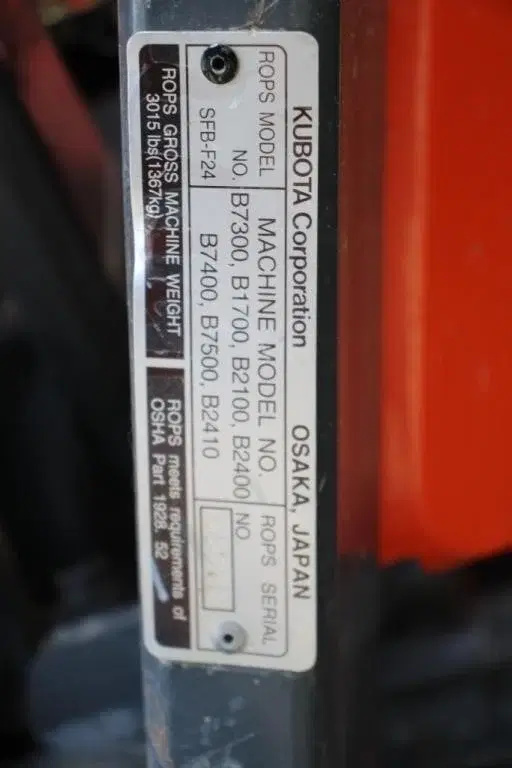 KUBOTA Corporation OSAKA, JAPAN
ROPS MODEL NO.
SFB-F24
MACHINE MODEL NO.
B7300, B1700, B2100, B2400
B7400, B7500, B2410
ROPS SERIAL NO
ROPS GROSS MACHINE WEIGHT
3015 lbs(1367kg)
ROPS meets requirements of
OSHA Part 1928. 52